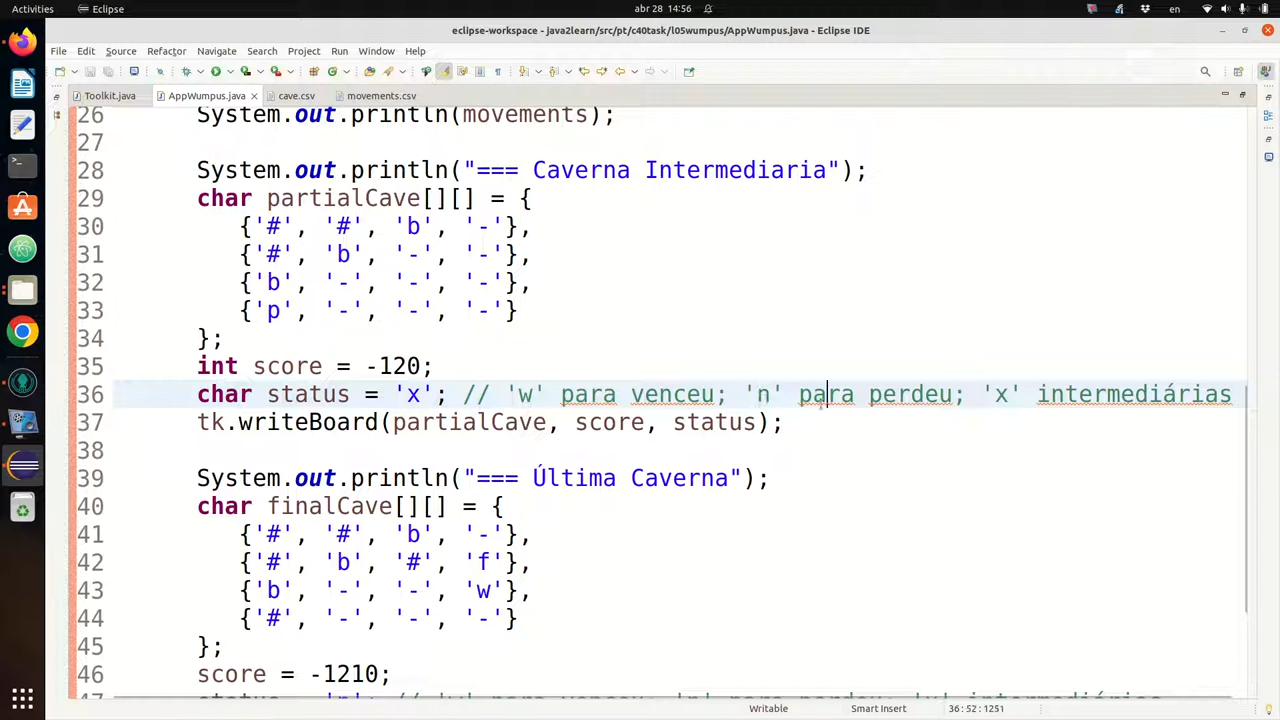 Activities Eclipse abr 28 14:56 en
eclipse-workspace - java2learn/src/pt/c40task/l05wumpus/AppWumpus.java - Eclipse IDE
File Edit Source Refactor Navigate Search Project Run Window Help
Toolkit.java AppWumpus.java cave.csv movements.csv
26 System.out.println(movements);
27
28 System.out.println("=== Caverna Intermediaria");
29 char partialCave[][] = {
30 {'#', '#', 'b', '-'},
31 {'#', 'b', '-', '-'},
32 {'b', '-', '-', '-'},
33 {'p', '-', '-', '-'}
34 };
35 int score = -120;
36 char status = 'x'; // 'w' para venceu; 'n' para perdeu; 'x' intermediárias
37 tk.writeBoard(partialCave, score, status);
38
39 System.out.println("=== Última Caverna");
40 char finalCave[][] = {
41 {'#', '#', 'b', '-'},
42 {'#', 'b', '#', 'f'},
43 {'b', '-', '-', 'w'},
44 {'#', '-', '-', '-'}
45 };
46 score = -1210;
Writable Smart Insert 36:52:1251